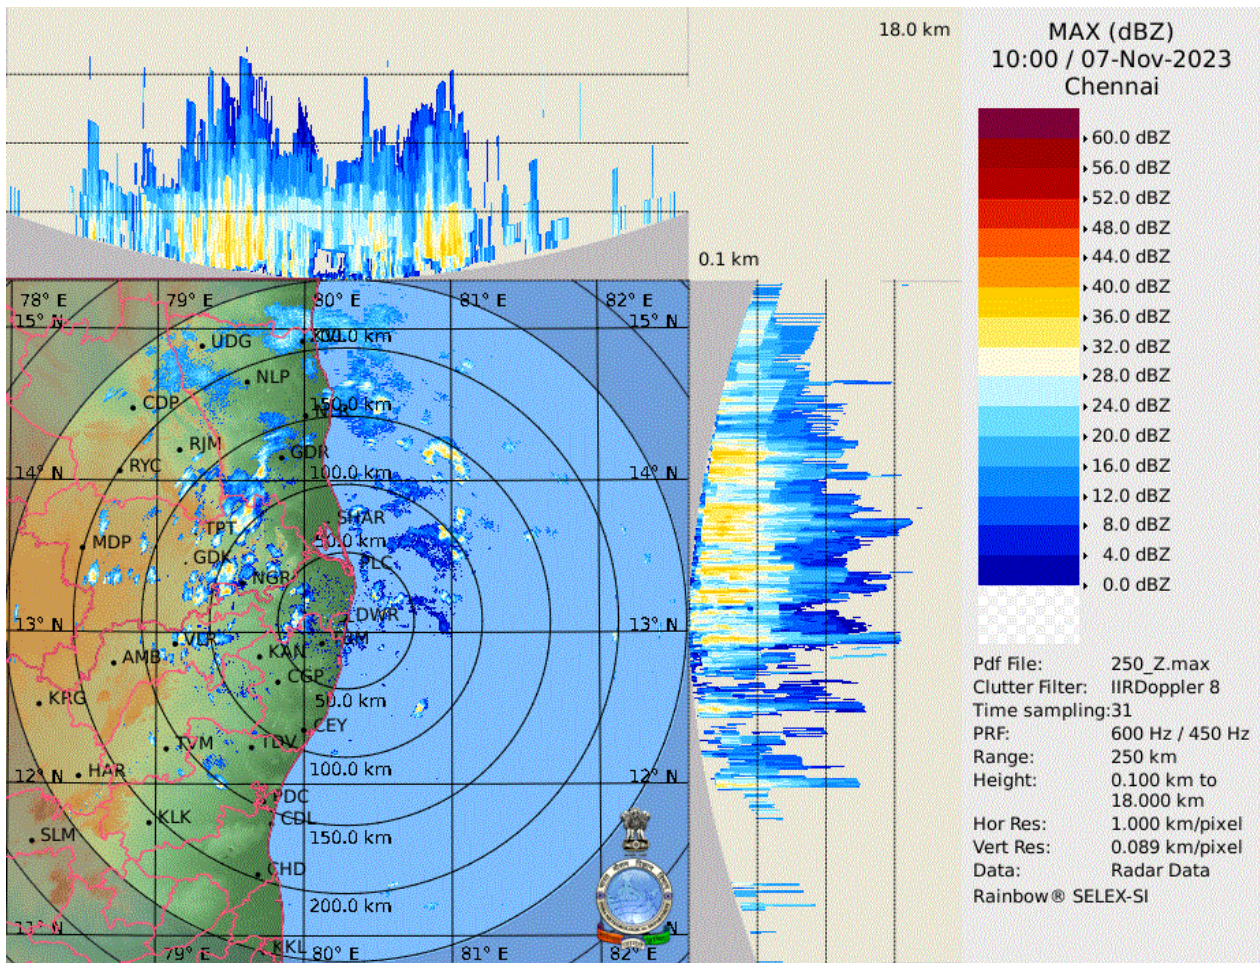 18.0 km
0.1 km
MAX (dBZ)
10:00 / 07-Nov-2023
Chennai
60.0 dBZ
56.0 dBZ
52.0 dBZ
48.0 dBZ
44.0 dBZ
40.0 dBZ
36.0 dBZ
32.0 dBZ
28.0 dBZ
24.0 dBZ
20.0 dBZ
16.0 dBZ
12.0 dBZ
8.0 dBZ
4.0 dBZ
0.0 dBZ
Pdf File: 250_Z.max
Clutter Filter: IIRDoppler 8
Time sampling:31
PRF: 600 Hz / 450 Hz
Range: 250 km
Height: 0.100 km to
18.000 km
Hor Res: 1.000 km/pixel
Vert Res: 0.089 km/pixel
Data: Radar Data
Rainbow® SELEX-SI
78° E 79° E 80° E 81° E 82° E
15° N 15° N
UDG
NLP
CDP
150.0 km
RJM
GDR
RYC
100.0 km
14° N 14° N
SHAR
TPT
50.0 km
MDP
GDK
PLC
NGR
DWR
13° N 13° N
VLR
KAN
AMB
CGP
KRG
50.0 km
CEY
TVM TDV
100.0 km
HAR
12° N 12° N
PDC
KLK
CDL
SLM
150.0 km
CHD
200.0 km
11° N 11° N
KKL
79° E 80° E 81° E 82° E